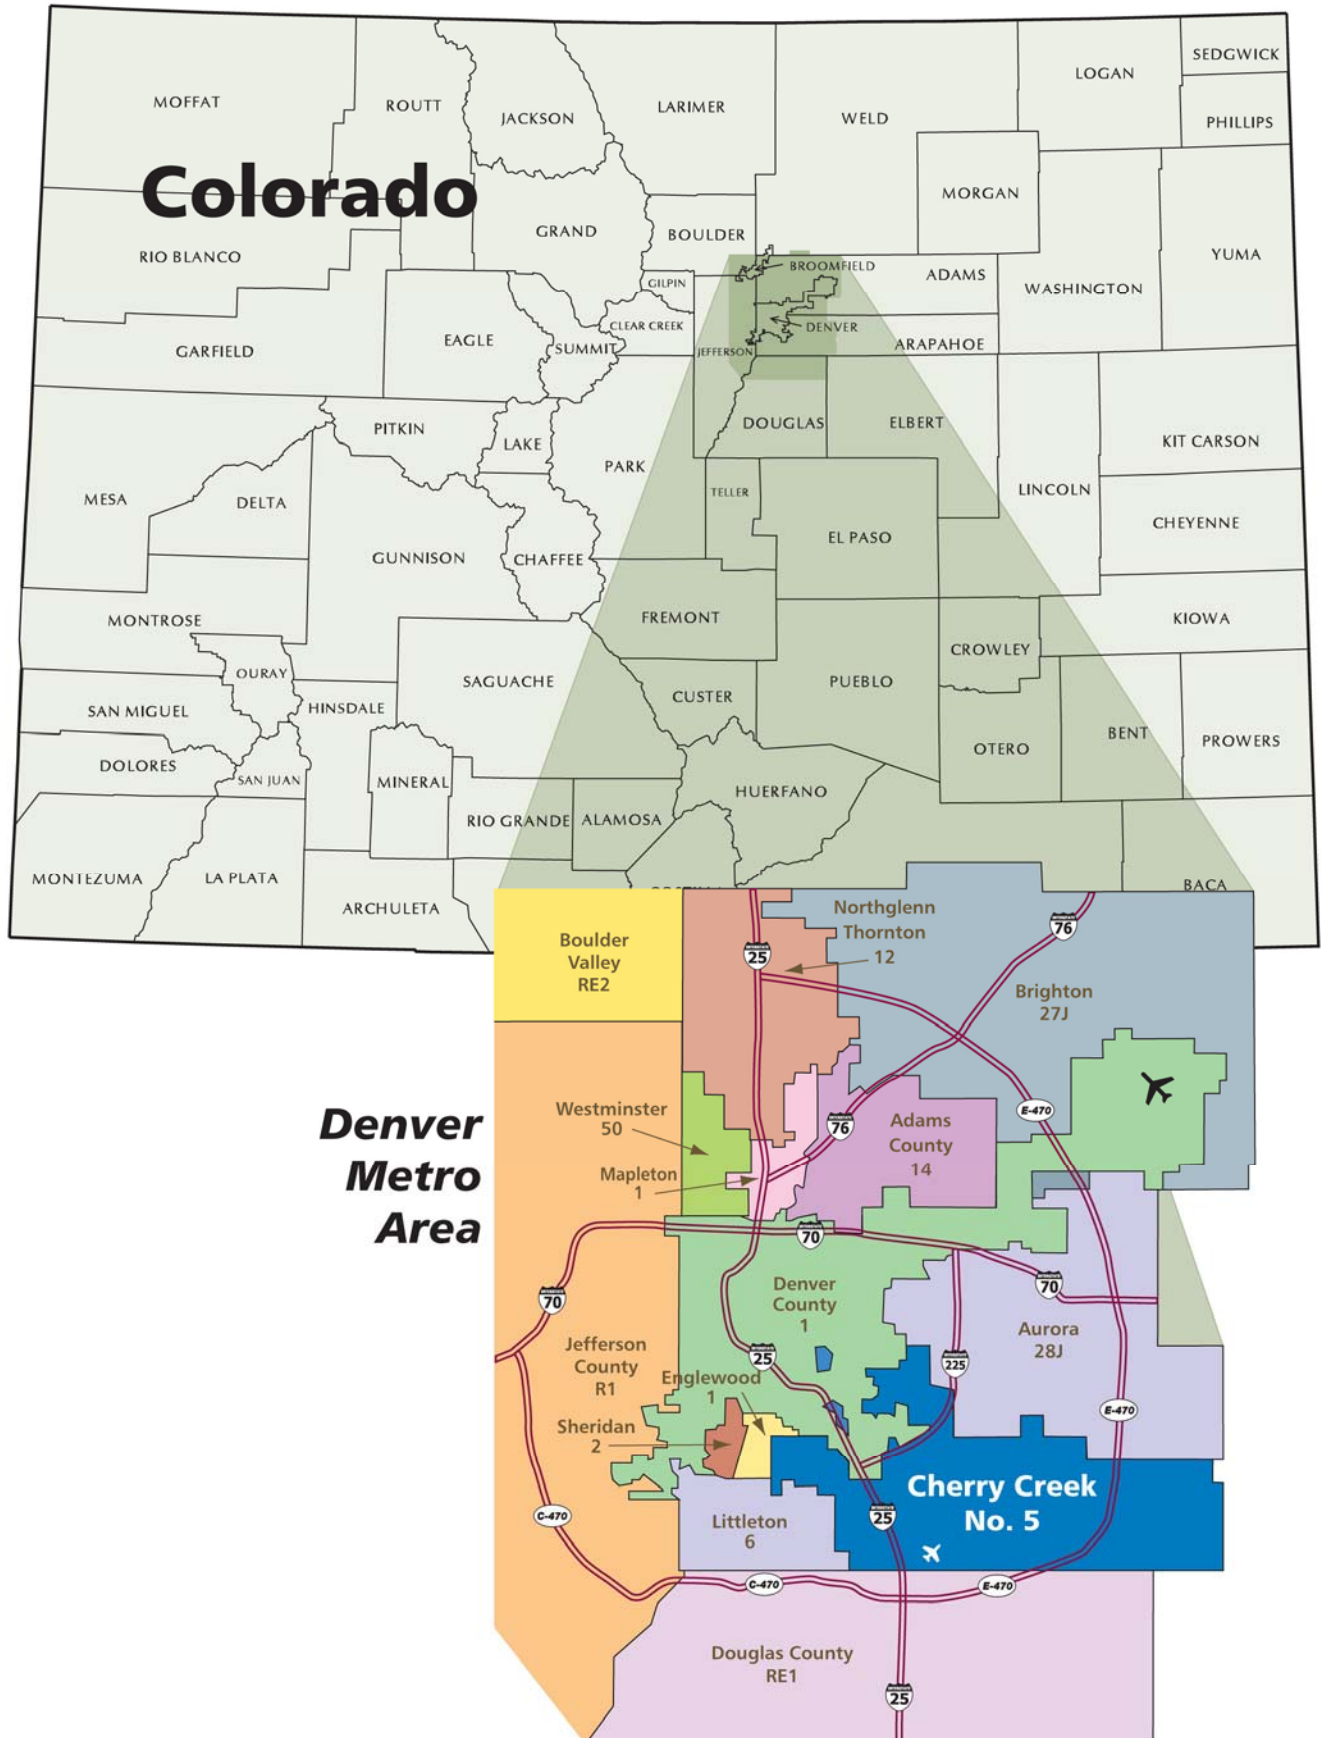 SEDGWICK
LOGAN
MOFFAT
ROUTT
LARIMER
JACKSON
WELD
PHILLIPS
Colorado
MORGAN
GRAND
BOULDER
RIO BLANCO
YUMA
BROOMFIELD
ADAMS
GILPIN
WASHINGTON
CLEAR CREEK
DENVER
EAGLE
ARAPAHOE
GARFIELD
SUMMIT
JEFFERSON
PITKIN
DOUGLAS
ELBERT
LAKE
KIT CARSON
PARK
MESA
DELTA
TELLER
LINCOLN
CHEYENNE
EL PASO
GUNNISON
CHAFFEE
MONTROSE
FREMONT
KIOWA
CROWLEY
OURAY
SAGUACHE
PUEBLO
CUSTER
SAN MIGUEL
HINSDALE
BENT
PROWERS
OTERO
DOLORES
SAN JUAN
MINERAL
HUERFANO
RIO GRANDE
ALAMOSA
MONTEZUMA
LA PLATA
ARCHULETA
BACA
Denver
Metro
Area
Boulder
Valley
RE2
25
Northglenn
Thornton
12
76
Brighton
27J
Westminster
50
Mapleton
1
76
Adams
County
14
E-470
70
70
Denver
County
1
70
Aurora
28J
Jefferson
County
R1
25
225
Englewood
1
E-470
Sheridan
2
Cherry Creek
No. 5
C-470
Littleton
6
25
C-470
E-470
Douglas County
RE1
25